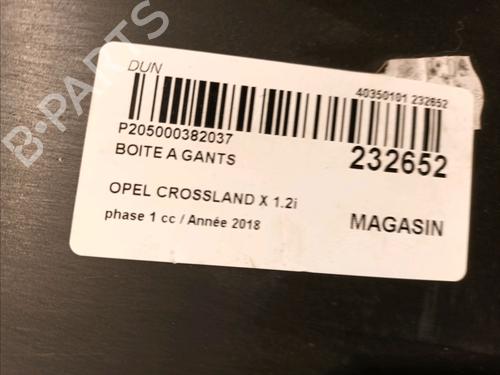 DUN
40350101 232652
P205000382037
BOITE A GANTS
232652
OPEL CROSSLAND X 1.2i
phase 1 cc / Année 2018
MAGASIN
B-PARTS